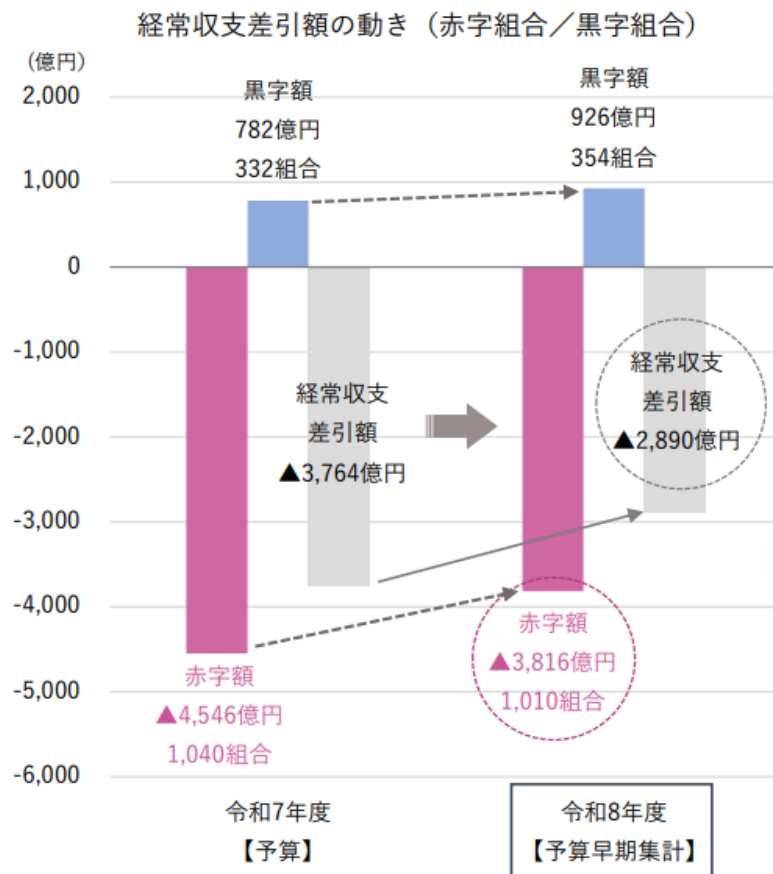 経常収支差引額の動き（赤字組合／黒字組合）
（億円）
2,000
1,000
0
-1,000
-2,000
-3,000
-4,000
-5,000
-6,000
黒字額
782億円
332組合
黒字額
926億円
354組合
経常収支
差引額
▲3,764億円
経常収支
差引額
▲2,890億円
赤字額
▲4,546億円
1,040組合
赤字額
▲3,816億円
1,010組合
令和7年度
【予算】
令和8年度
【予算早期集計】